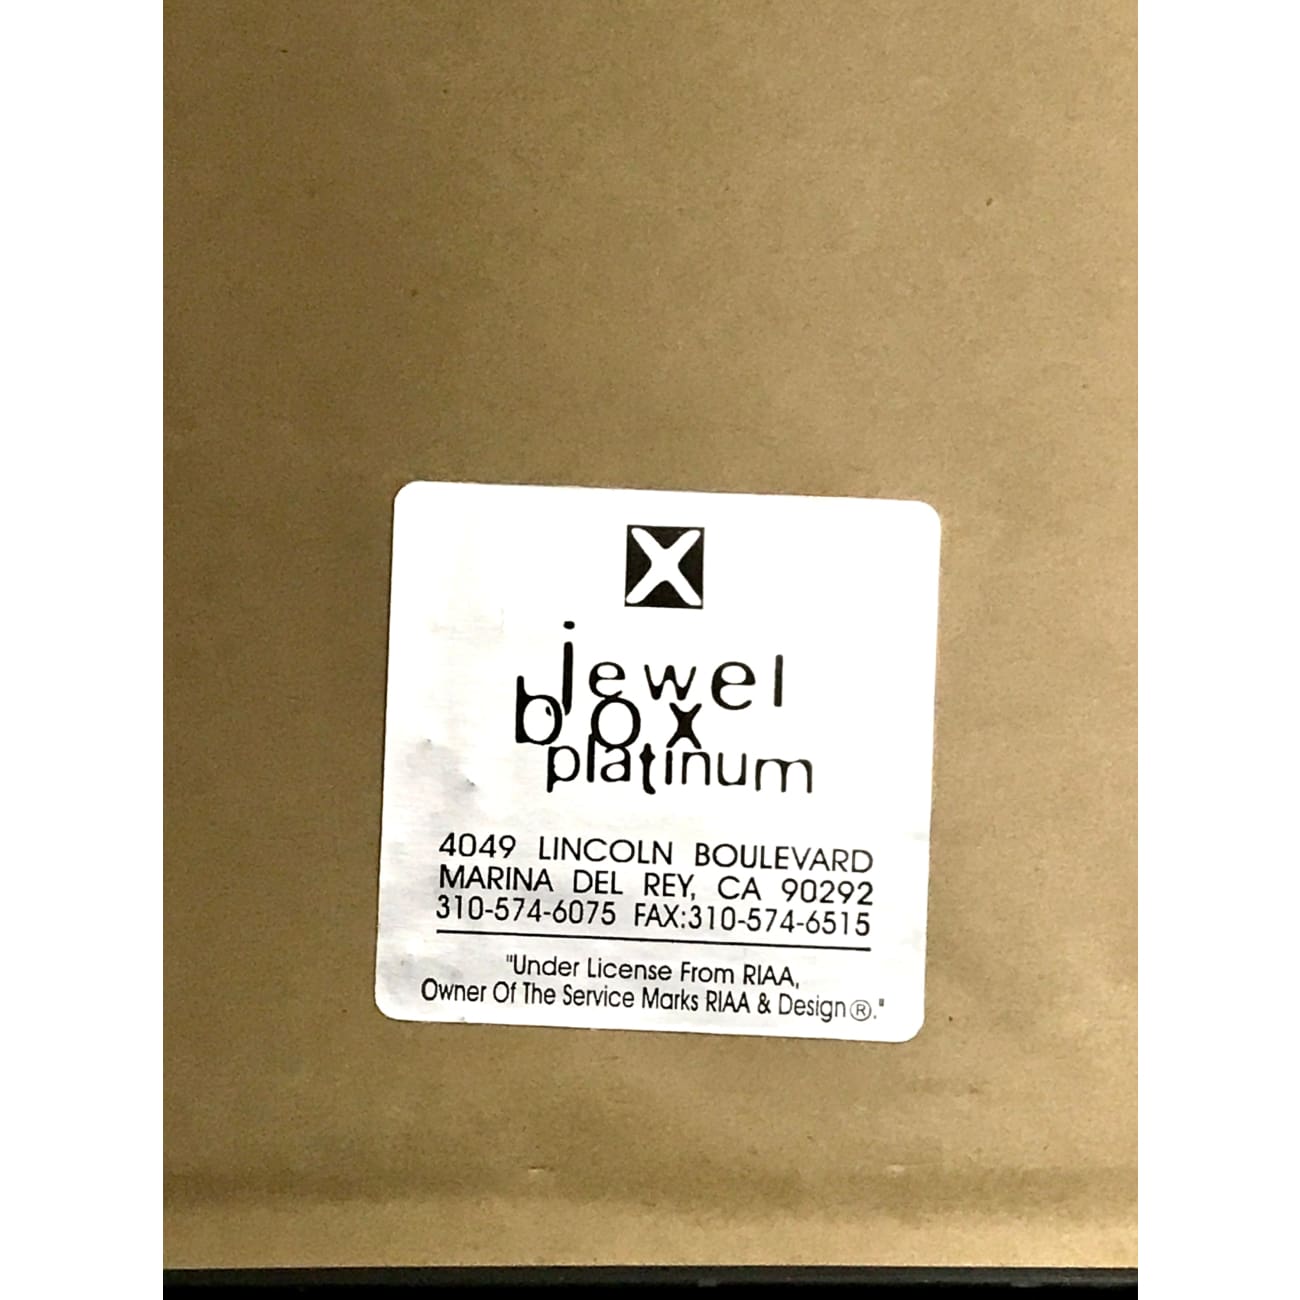 X
jewel
box
platinum
4049 LINCOLN BOULEVARD
MARINA DEL REY, CA 90292
310-574-6075 FAX:310-574-6515
"Under License From RIAA,
Owner Of The Service Marks RIAA & Design®."